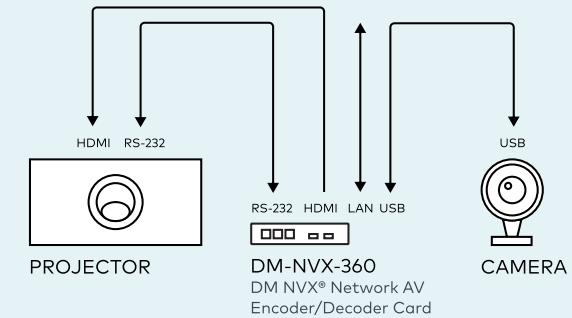 HDMI RS-232
USB
RS-232 HDMI LAN USB
PROJECTOR
DM-NVX-360
DM NVX® Network AV
Encoder/Decoder Card
CAMERA